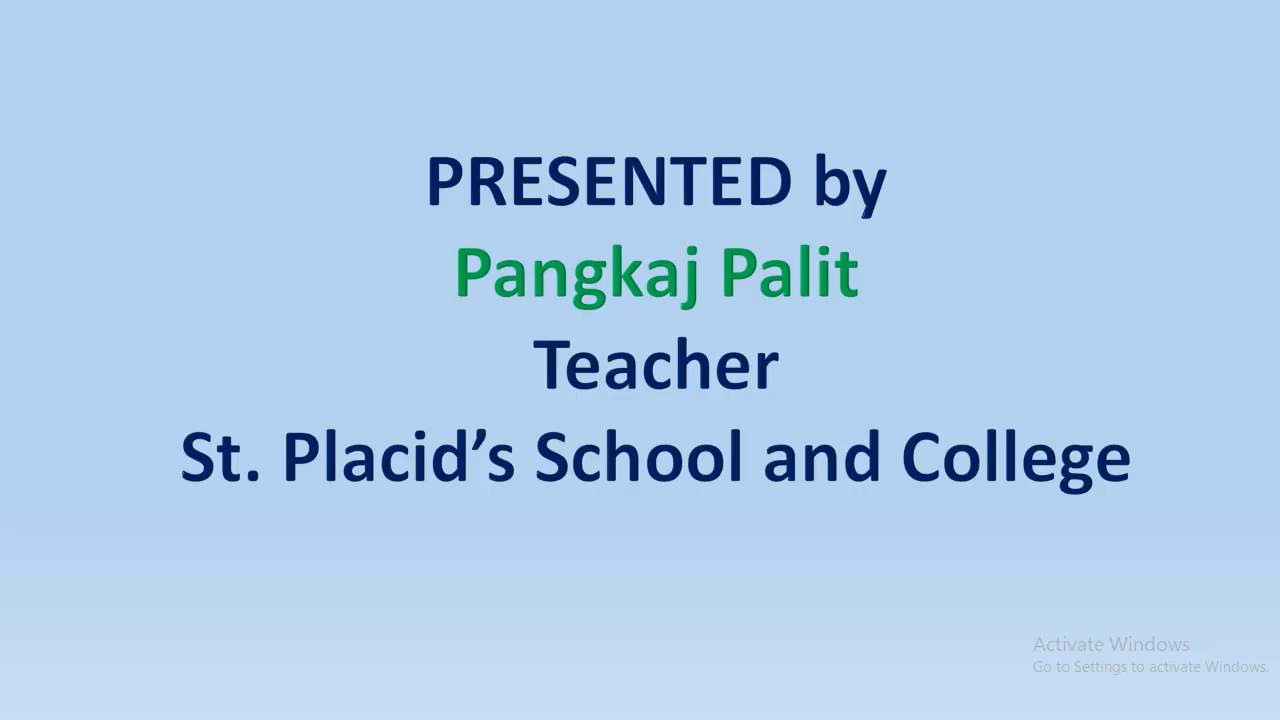 PRESENTED by
Pangkaj Palit
Teacher
St. Placid’s School and College
Activate Windows
Go to Settings to activate Windows.